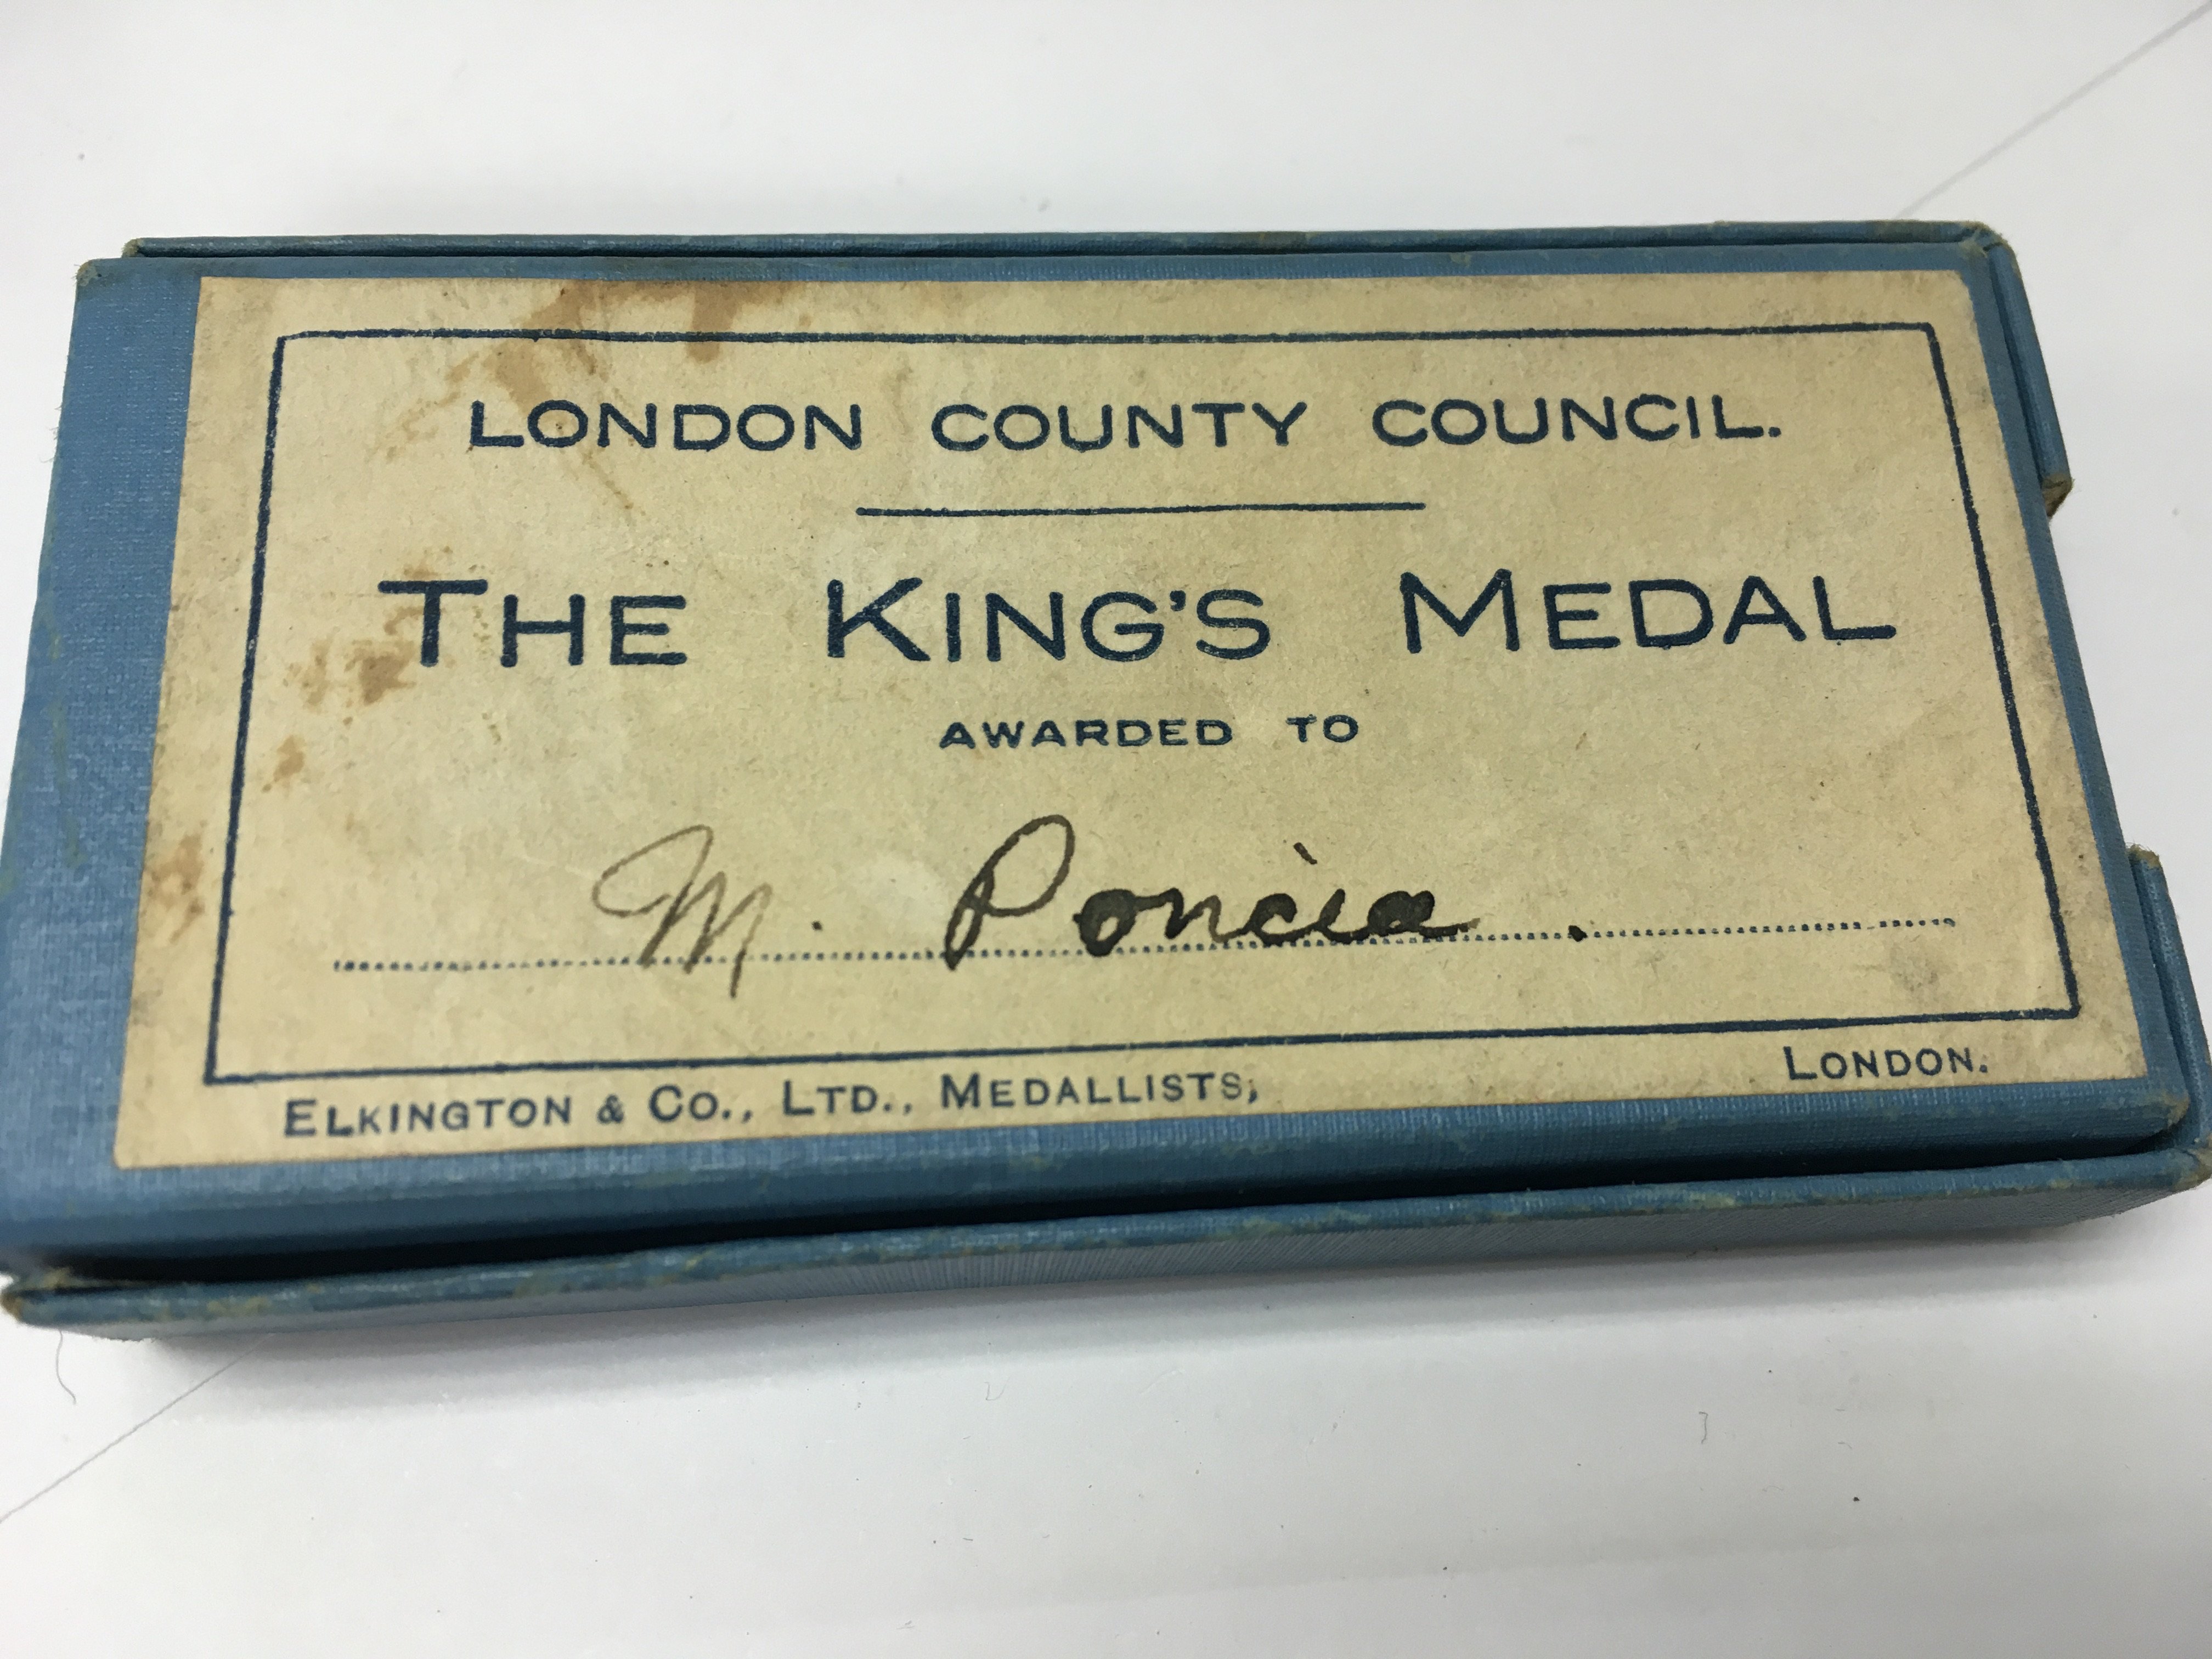 LONDON COUNTY COUNCIL.
THE KING'S MEDAL
AWARDED TO
M. Poncia.
ELKINGTON & CO., LTD., MEDALLISTS, LONDON.